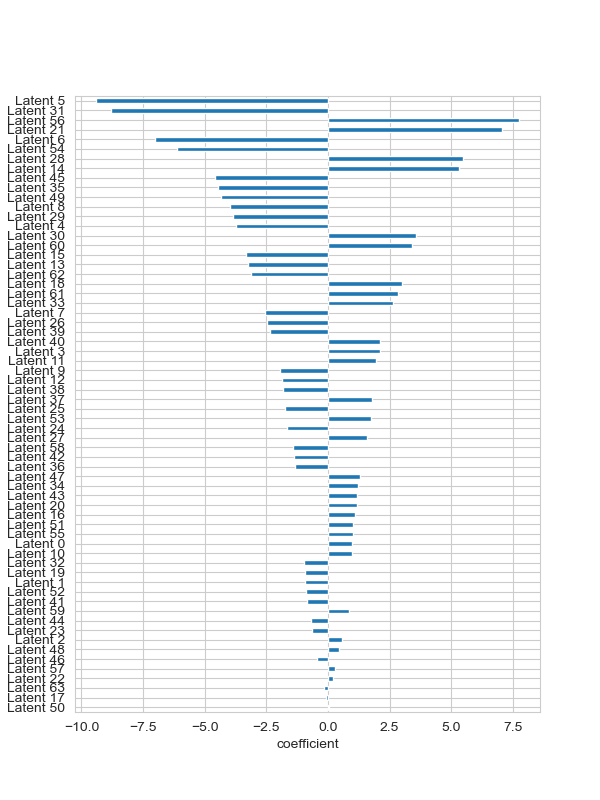 Latent 5
Latent 31
Latent 56
Latent 21
Latent 6
Latent 54
Latent 28
Latent 14
Latent 45
Latent 35
Latent 49
Latent 8
Latent 29
Latent 4
Latent 30
Latent 60
Latent 15
Latent 13
Latent 62
Latent 18
Latent 61
Latent 33
Latent 7
Latent 26
Latent 39
Latent 40
Latent 3
Latent 11
Latent 9
Latent 12
Latent 38
Latent 37
Latent 25
Latent 53
Latent 24
Latent 27
Latent 58
Latent 42
Latent 36
Latent 47
Latent 34
Latent 43
Latent 20
Latent 16
Latent 51
Latent 55
Latent 0
Latent 10
Latent 32
Latent 19
Latent 1
Latent 52
Latent 41
Latent 59
Latent 44
Latent 23
Latent 2
Latent 48
Latent 46
Latent 57
Latent 22
Latent 63
Latent 17
Latent 50
−10.0 −7.5 −5.0 −2.5 0.0 2.5 5.0 7.5
coefficient